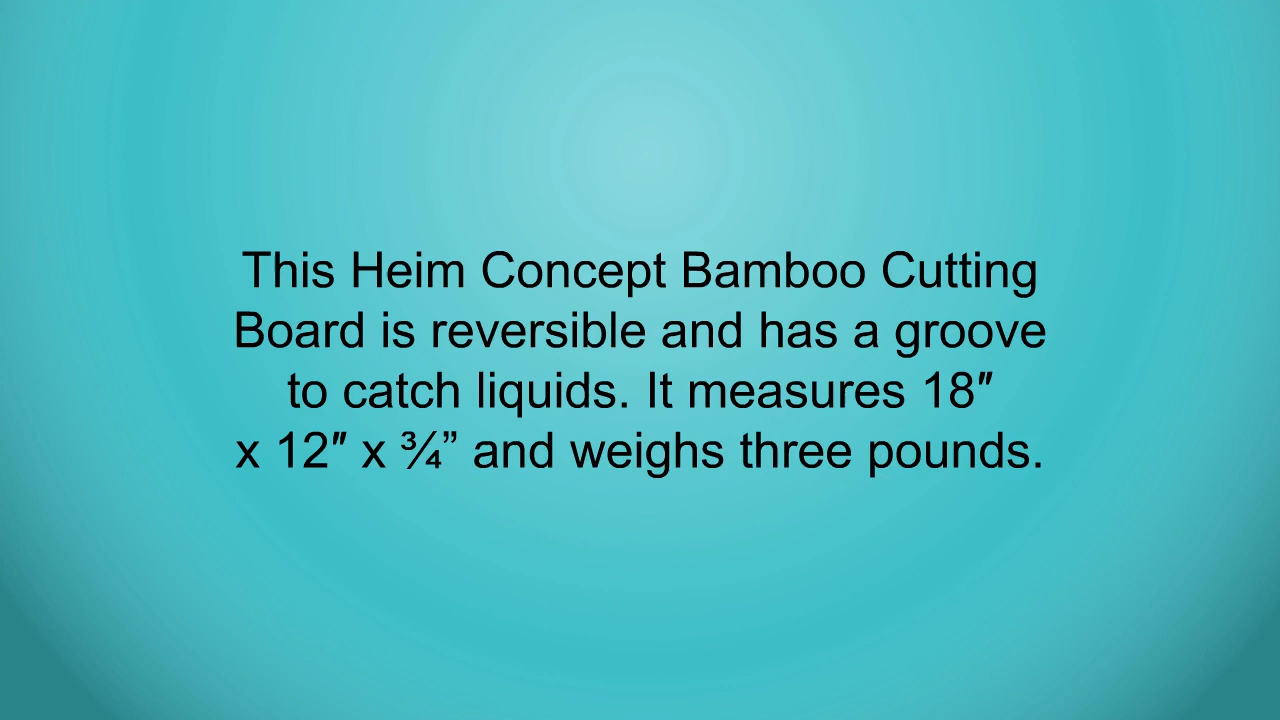 This Heim Concept Bamboo Cutting
Board is reversible and has a groove
to catch liquids. It measures 18″
x 12″ x ¾” and weighs three pounds.